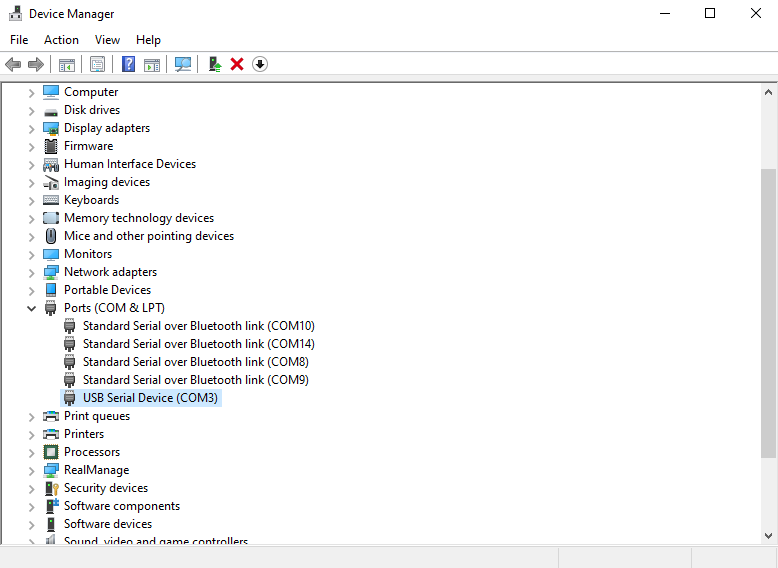 Device Manager
File Action View Help
Computer
Disk drives
Display adapters
Firmware
Human Interface Devices
Imaging devices
Keyboards
Memory technology devices
Mice and other pointing devices
Monitors
Network adapters
Portable Devices
Ports (COM & LPT)
Standard Serial over Bluetooth link (COM10)
Standard Serial over Bluetooth link (COM14)
Standard Serial over Bluetooth link (COM8)
Standard Serial over Bluetooth link (COM9)
USB Serial Device (COM3)
Print queues
Printers
Processors
RealManage
Security devices
Software components
Software devices
Sound, video and game controllers